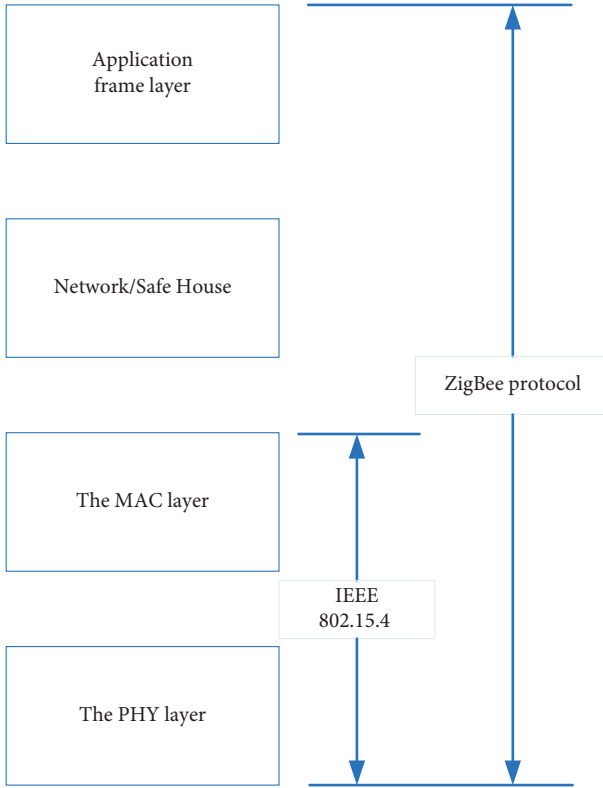 Application
frame layer
Network/Safe House
ZigBee protocol
The MAC layer
IEEE
802.15.4
The PHY layer